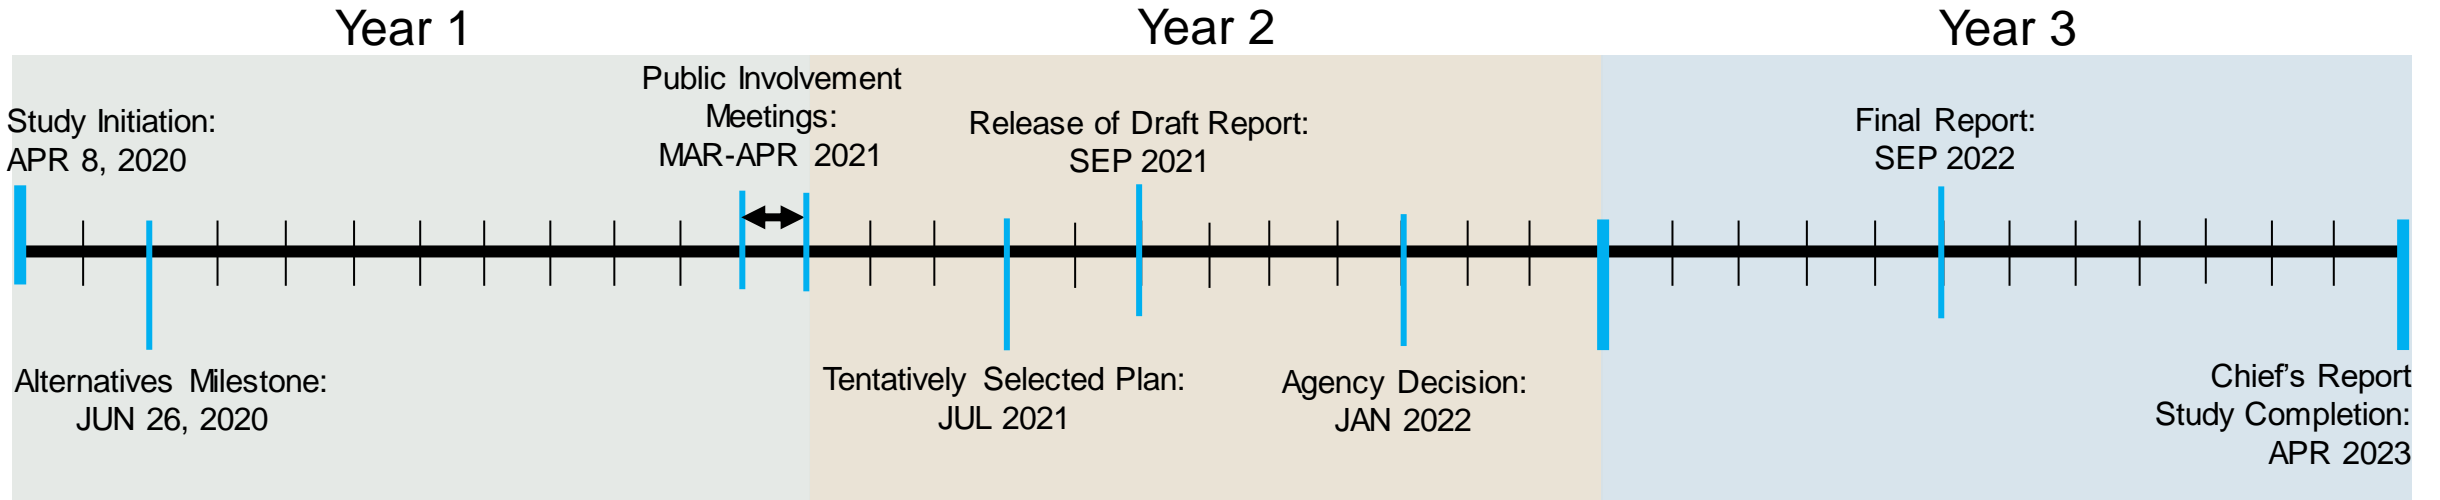 Year 1
Year 2
Year 3
Study Initiation:
APR 8, 2020
Public Involvement
Meetings:
MAR-APR 2021
Release of Draft Report:
SEP 2021
Final Report:
SEP 2022
Alternatives Milestone:
JUN 26, 2020
Tentatively Selected Plan:
JUL 2021
Agency Decision:
JAN 2022
Chief’s Report
Study Completion:
APR 2023